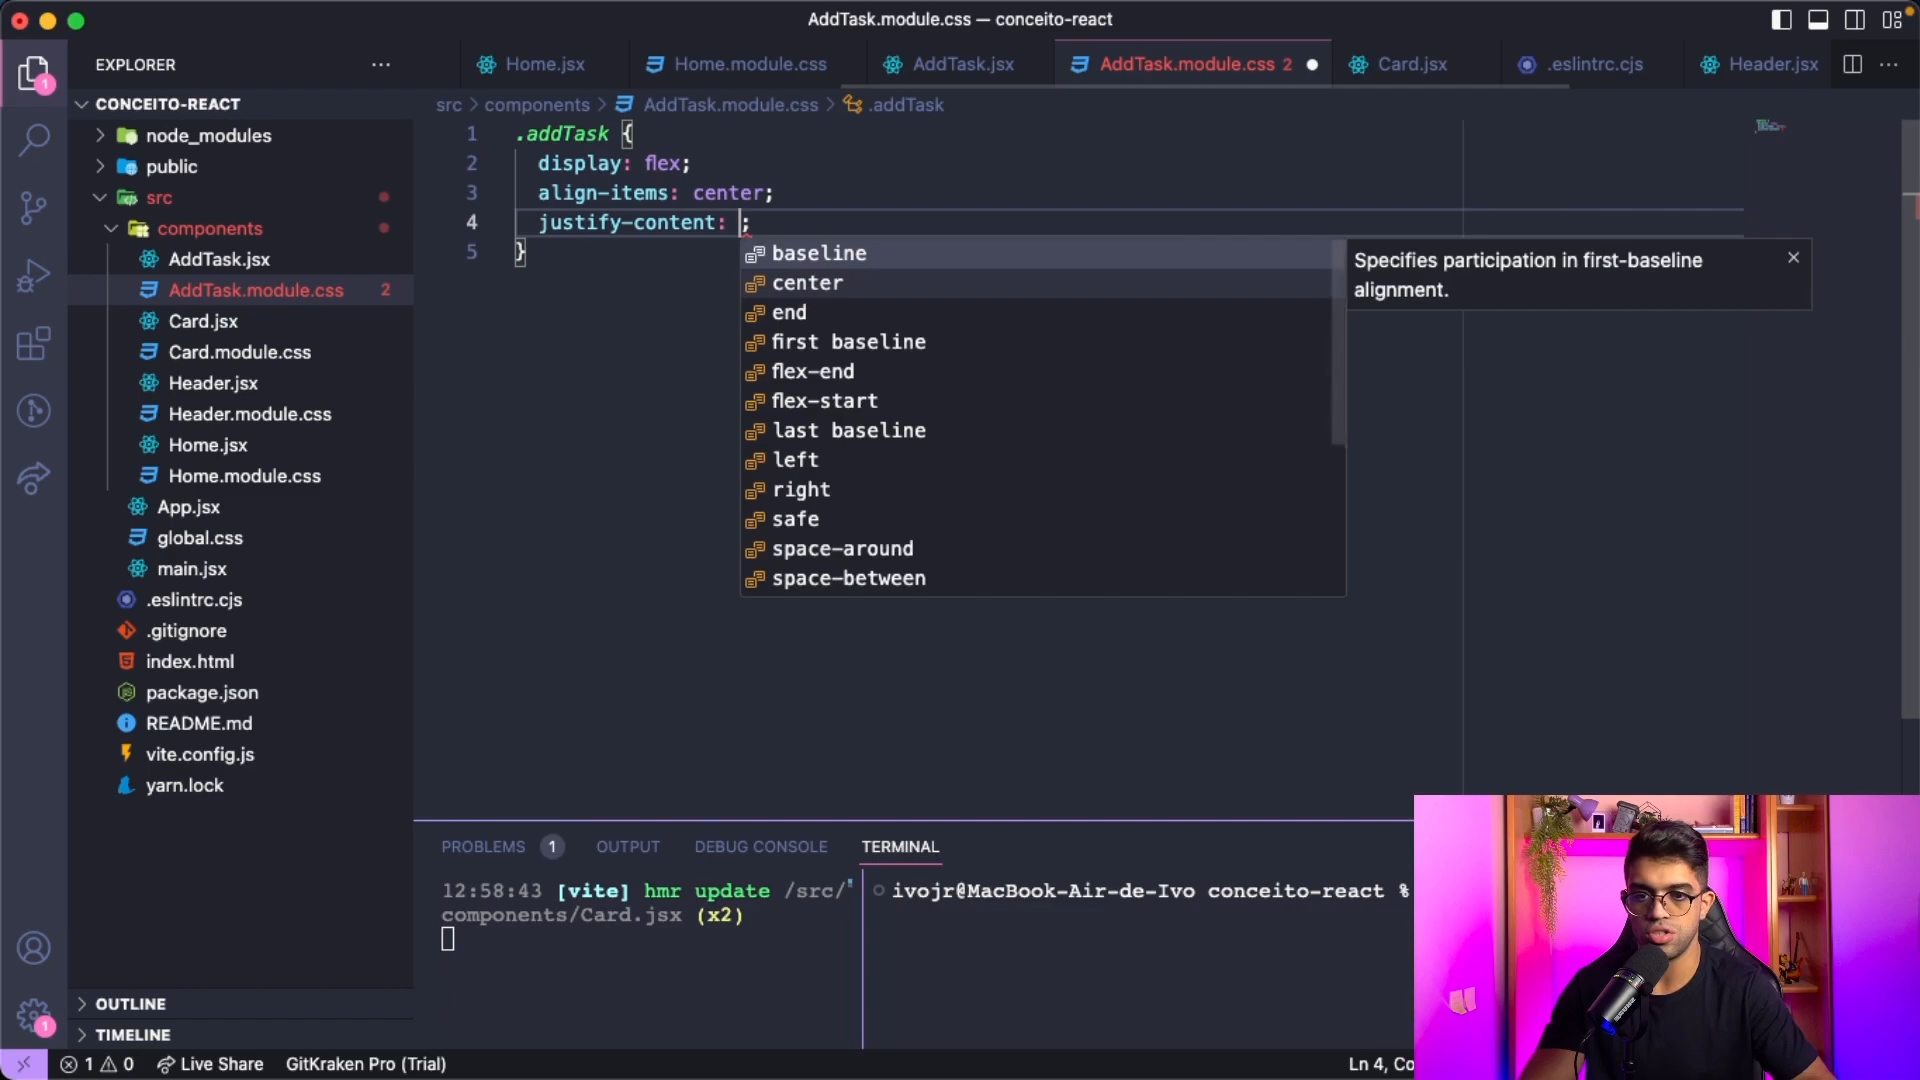 AddTask.module.css — conceito-react
EXPLORER
Home.jsx
Home.module.css
AddTask.jsx
AddTask.module.css 2
Card.jsx
.eslintrc.cjs
Header.jsx
CONCEITO-REACT
node_modules
public
src
components
AddTask.jsx
AddTask.module.css 2
Card.jsx
Card.module.css
Header.jsx
Header.module.css
Home.jsx
Home.module.css
App.jsx
global.css
main.jsx
.eslintrc.cjs
.gitignore
index.html
package.json
README.md
vite.config.js
yarn.lock
OUTLINE
TIMELINE
src > components > AddTask.module.css > .addTask
1 .addTask {
2 display: flex;
3 align-items: center;
4 justify-content: ;
5 }
baseline
center
end
first baseline
flex-end
flex-start
last baseline
left
right
safe
space-around
space-between
Specifies participation in first-baseline
alignment.
PROBLEMS 1
OUTPUT
DEBUG CONSOLE
TERMINAL
12:58:43 [vite] hmr update /src/
components/Card.jsx (x2)
ivojr@MacBook-Air-de-Ivo conceito-react %
1
1
1 0
Live Share
GitKraken Pro (Trial)
Ln 4, Co